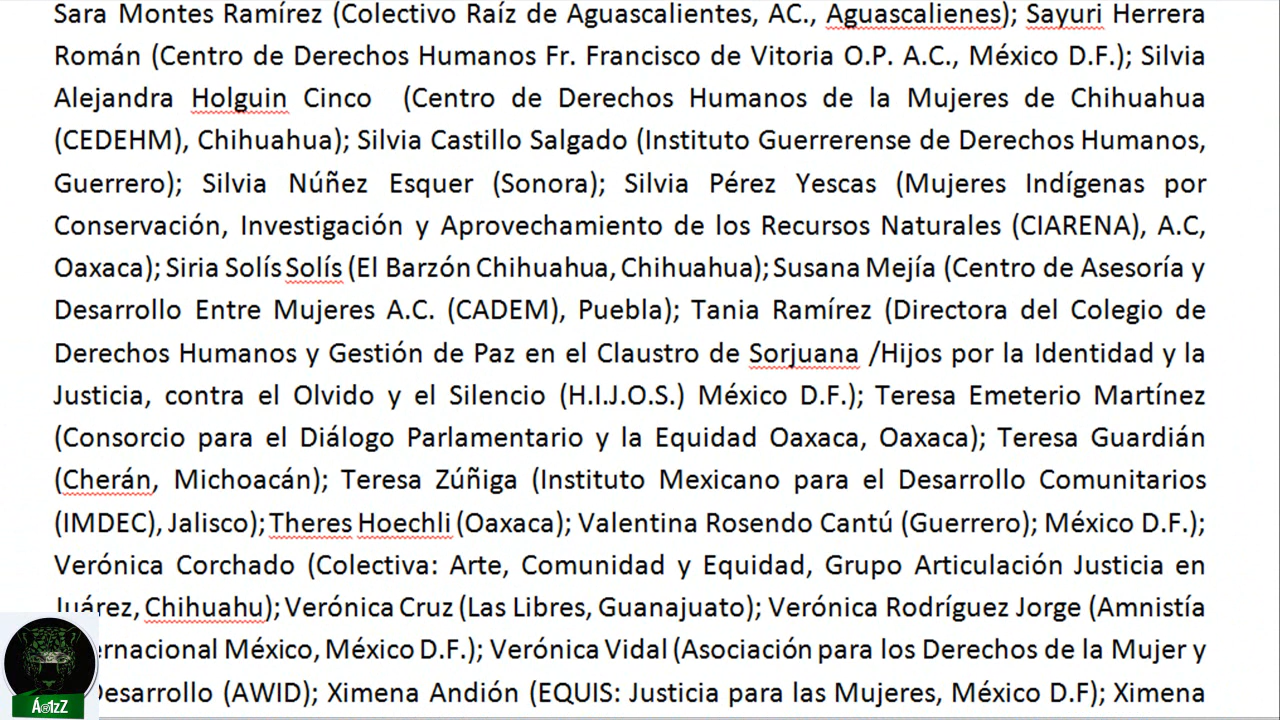 Sara Montes Ramírez (Colectivo Raíz de Aguascalientes, AC., Aguascalienes); Sayuri Herrera
Román (Centro de Derechos Humanos Fr. Francisco de Vitoria O.P. A.C., México D.F.); Silvia
Alejandra Holguin Cinco (Centro de Derechos Humanos de la Mujeres de Chihuahua
(CEDEHM), Chihuahua); Silvia Castillo Salgado (Instituto Guerrerense de Derechos Humanos,
Guerrero); Silvia Núñez Esquer (Sonora); Silvia Pérez Yescas (Mujeres Indígenas por
Conservación, Investigación y Aprovechamiento de los Recursos Naturales (CIARENA), A.C,
Oaxaca); Siria Solís Solís (El Barzón Chihuahua, Chihuahua); Susana Mejía (Centro de Asesoría y
Desarrollo Entre Mujeres A.C. (CADEM), Puebla); Tania Ramírez (Directora del Colegio de
Derechos Humanos y Gestión de Paz en el Claustro de Sorjuana /Hijos por la Identidad y la
Justicia, contra el Olvido y el Silencio (H.I.J.O.S.) México D.F.); Teresa Emeterio Martínez
(Consorcio para el Diálogo Parlamentario y la Equidad Oaxaca, Oaxaca); Teresa Guardián
(Cherán, Michoacán); Teresa Zúñiga (Instituto Mexicano para el Desarrollo Comunitarios
(IMDEC), Jalisco); Theres Hoechli (Oaxaca); Valentina Rosendo Cantú (Guerrero); México D.F.);
Verónica Corchado (Colectiva: Arte, Comunidad y Equidad, Grupo Articulación Justicia en
Juárez, Chihuahu); Verónica Cruz (Las Libres, Guanajuato); Verónica Rodríguez Jorge (Amnistía
ernacional México, México D.F.); Verónica Vidal (Asociación para los Derechos de la Mujer y
Desarrollo (AWID); Ximena Andión (EQUIS: Justicia para las Mujeres, México D.F); Ximena